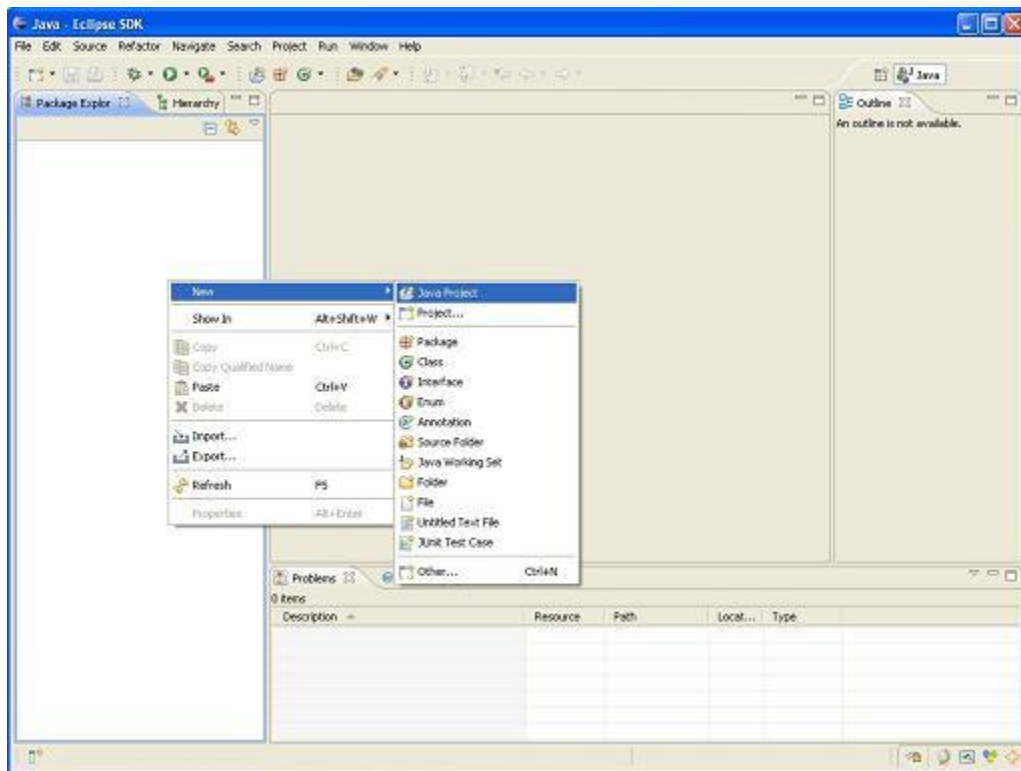 Java - Eclipse SDK
File Edit Source Refactor Navigate Search Project Run Window Help
Java
Package Explor Hierarchy
Outline
An outline is not available.
New
Show In Alt+Shift+W
Copy Ctrl+C
Copy Qualified Name
Paste Ctrl+V
Delete Delete
Import...
Export...
Refresh F5
Properties Alt+Enter
Java Project
Project...
Package
Class
Interface
Enum
Annotation
Source Folder
Java Working Set
Folder
File
Untitled Text File
JUnit Test Case
Other... Ctrl+N
Problems
0 items
Description Resource Path Locat... Type